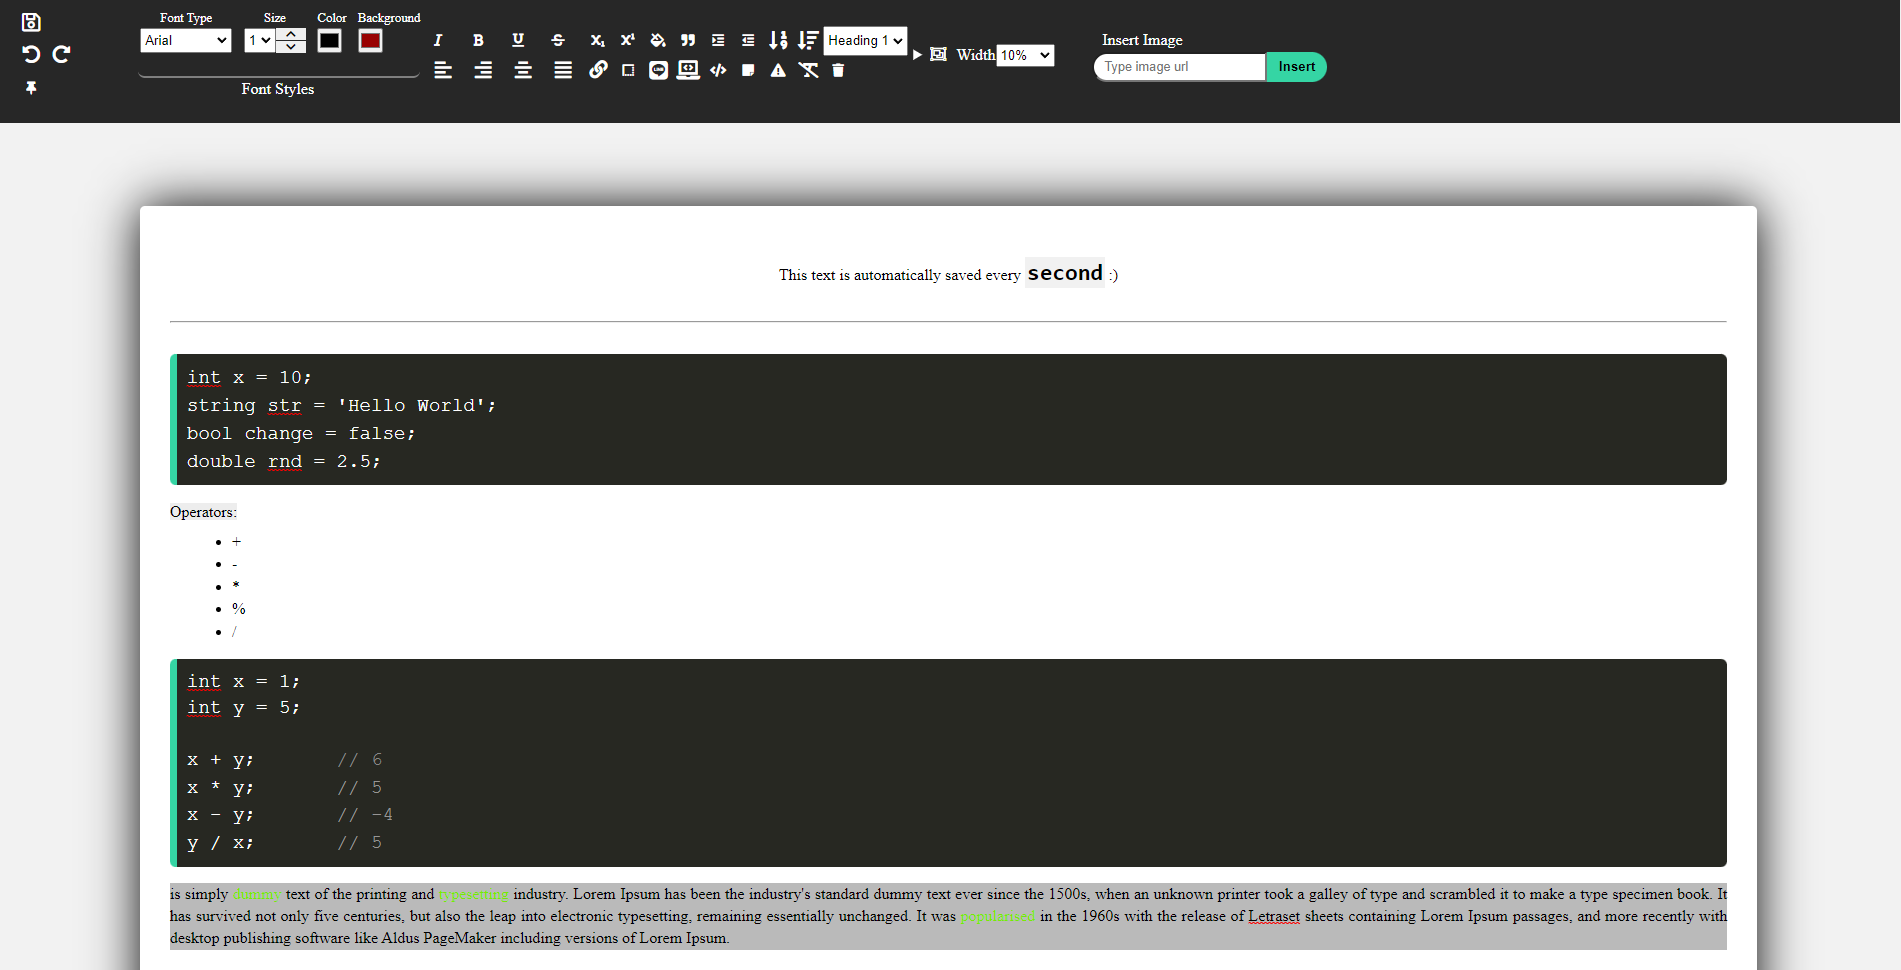 Font Type Size Color Background
Arial 1
Font Styles
I B U S X₁ X¹
Heading 1
Width 10%
Insert Image
Type image url Insert
This text is automatically saved every second :)
int x = 10;
string str = 'Hello World';
bool change = false;
double rnd = 2.5;
Operators:
• +
• -
• *
• %
• /
int x = 1;
int y = 5;
x + y; // 6
x * y; // 5
x - y; // -4
y / x; // 5
is simply dummy text of the printing and typesetting industry. Lorem Ipsum has been the industry's standard dummy text ever since the 1500s, when an unknown printer took a galley of type and scrambled it to make a type specimen book. It
has survived not only five centuries, but also the leap into electronic typesetting, remaining essentially unchanged. It was popularised in the 1960s with the release of Letraset sheets containing Lorem Ipsum passages, and more recently with
desktop publishing software like Aldus PageMaker including versions of Lorem Ipsum.